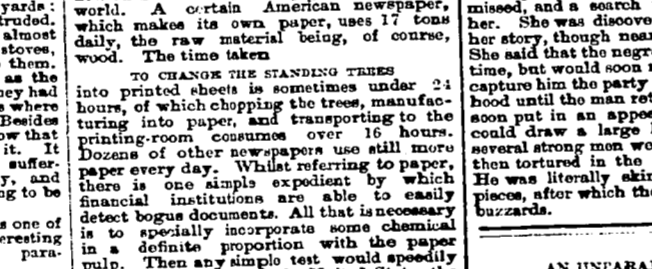 yards:
truded.
almost
stoves,
them.
as the
hey had
where
Besides
ow that
it. It
suffer-
y, and
ng to be
s one of
eresting
para-
world. A certain American newspaper,
which makes its own paper, uses 17 tons
daily, the raw material being, of course,
wood. The time taken
TO CHANGE THE STANDING TREES
into printed sheets is sometimes under 24
hours, of which chopping the trees, manufac-
turing into paper, and transporting to the
printing-room consumes over 16 hours.
Dozens of other newspapers use still more
paper every day. Whilst referring to paper,
there is one simple expedient by which
financial institutions are able to easily
detect bogus documents. All that is necessary
is to specially incorporate some chemical
in a definite proportion with the paper
pulp. Then any simple test would speedily
missed, and a search
her. She was discove
her story, though near
She said that the negr
time, but would soon
capture him the party
hood until the man ret
soon put in an appea
could draw a large
several strong men we
then tortured in the
He was literally skin
pieces, after which th
buzzards.
AN UNPARA